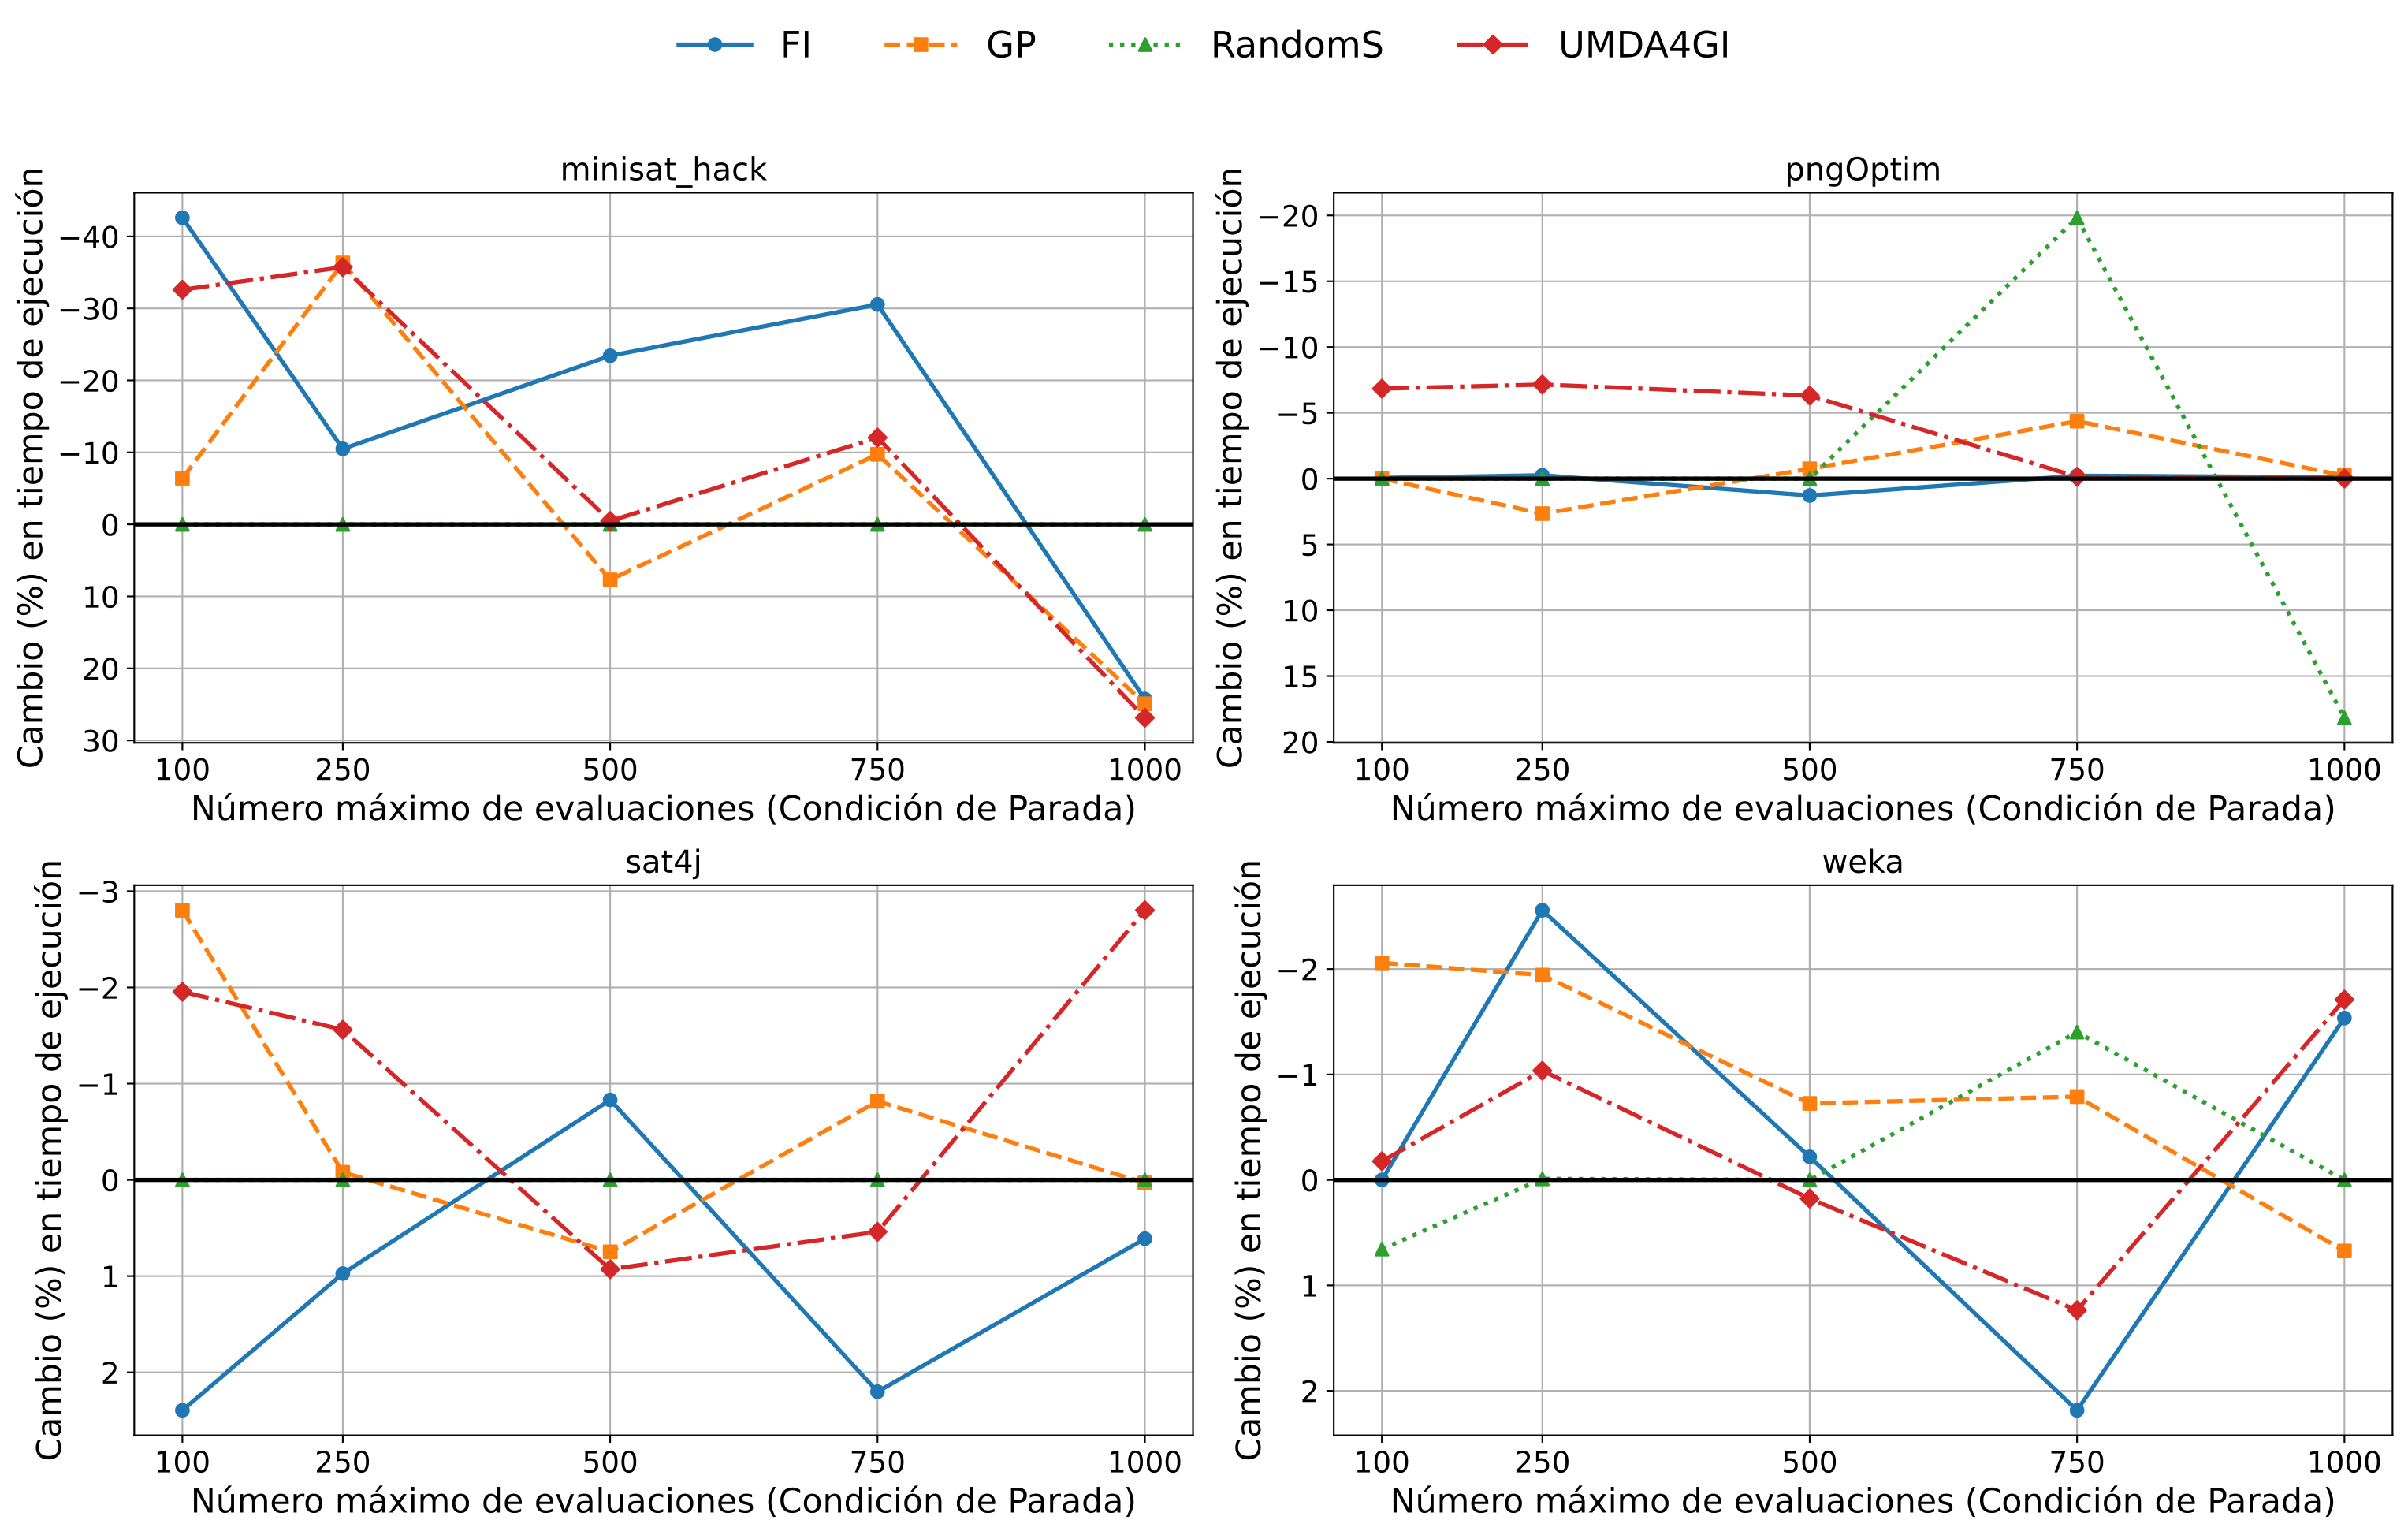 FI GP RandomS UMDA4GI
minisat_hack
Cambio (%) en tiempo de ejecución
−40
−30
−20
−10
0
10
20
30
100 250 500 750 1000
Número máximo de evaluaciones (Condición de Parada)
pngOptim
Cambio (%) en tiempo de ejecución
−20
−15
−10
−5
0
5
10
15
20
100 250 500 750 1000
Número máximo de evaluaciones (Condición de Parada)
sat4j
Cambio (%) en tiempo de ejecución
−3
−2
−1
0
1
2
100 250 500 750 1000
Número máximo de evaluaciones (Condición de Parada)
weka
Cambio (%) en tiempo de ejecución
−2
−1
0
1
2
100 250 500 750 1000
Número máximo de evaluaciones (Condición de Parada)